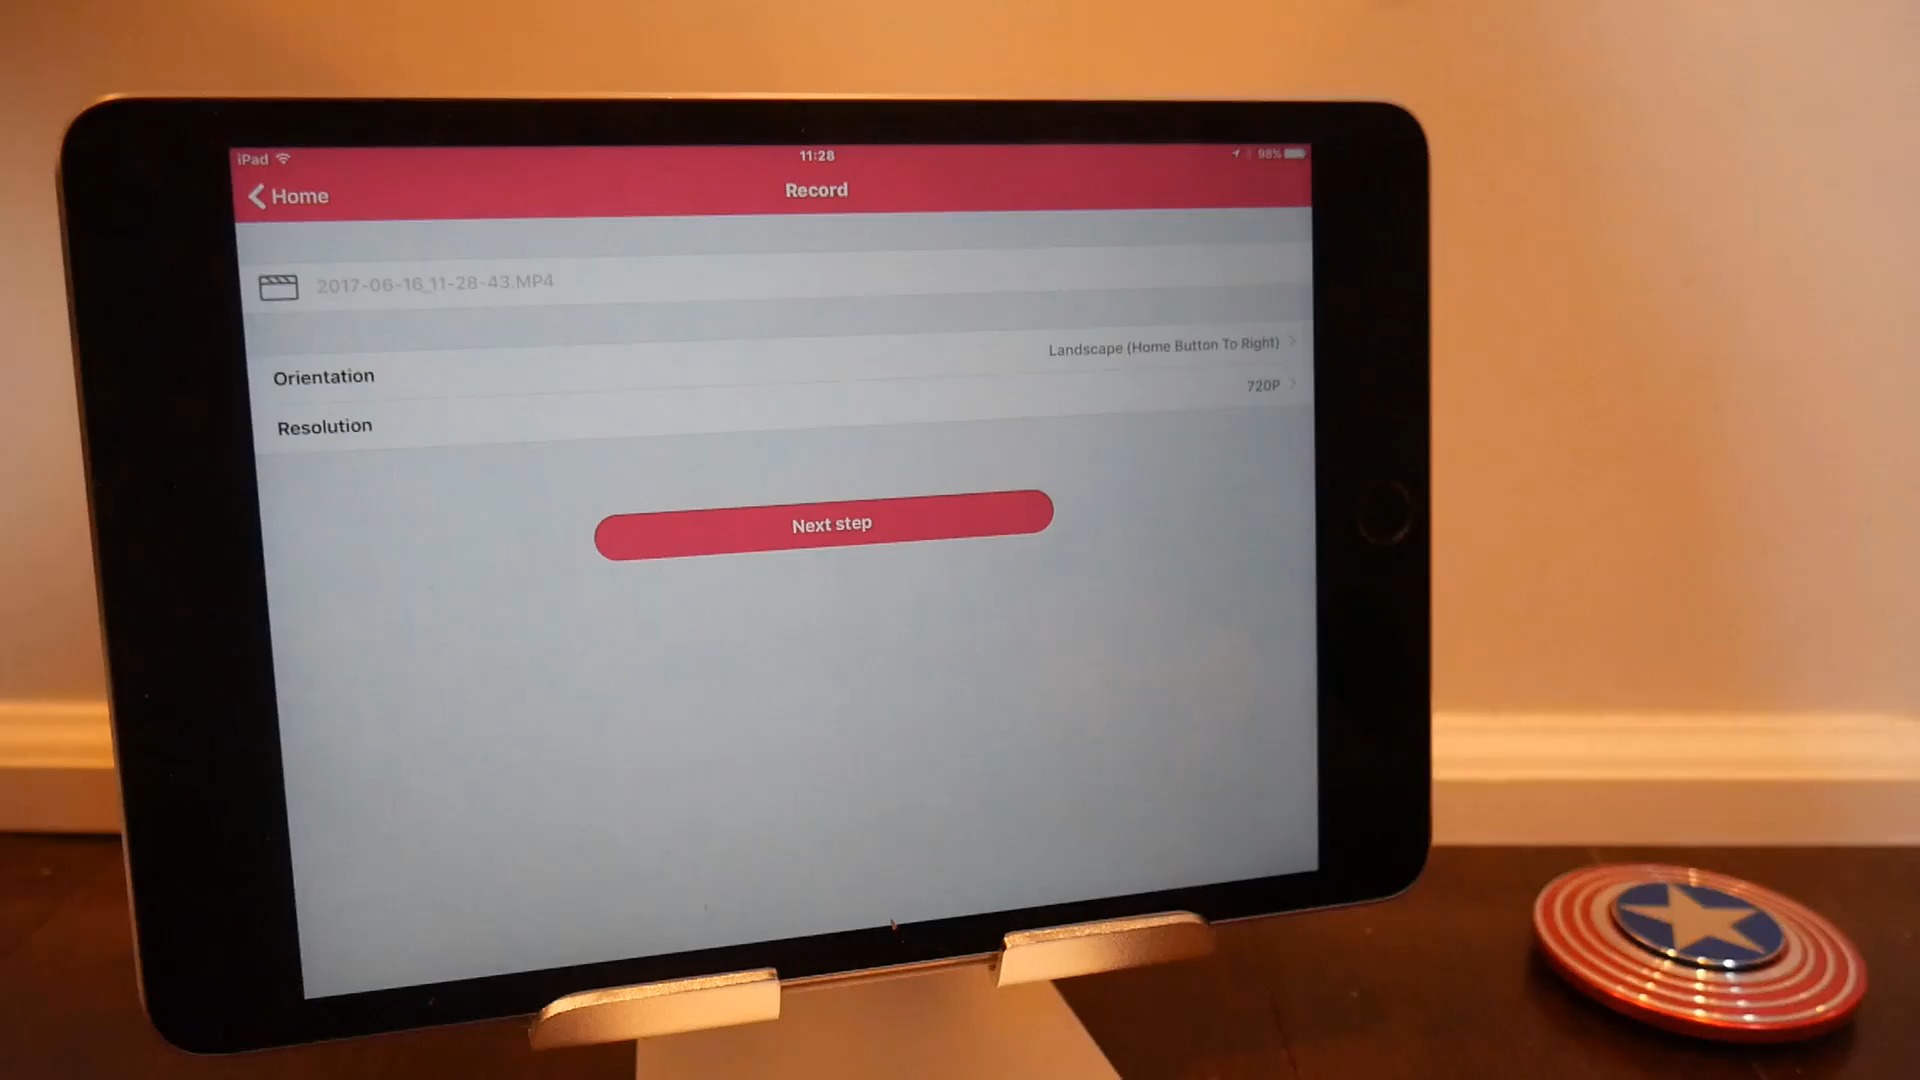 iPad
11:28
98%
Home
Record
2017-06-16_11-28-43.MP4
Orientation
Landscape (Home Button To Right)
Resolution
720P
Next step